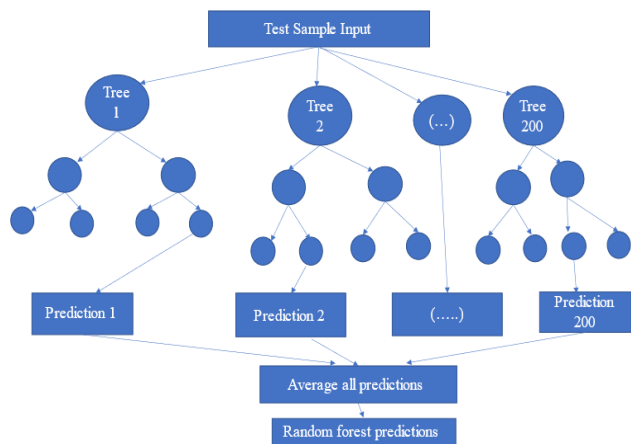 Test Sample Input
Tree
1
Tree
2
(...)
Tree
200
Prediction 1
Prediction 2
(.....)
Prediction
200
Average all predictions
Random forest predictions